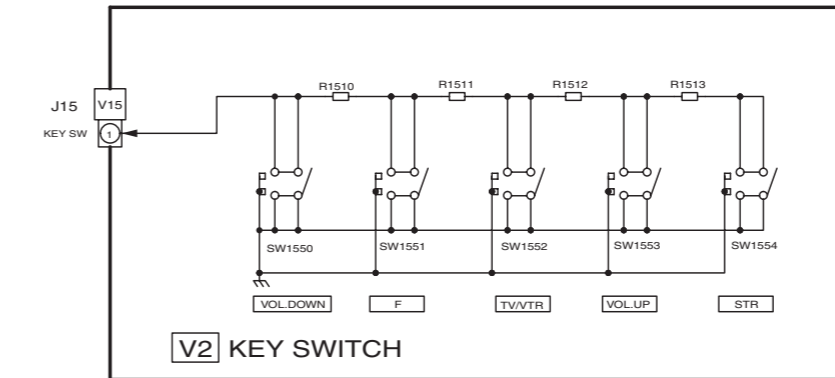 R1510 R1511 R1512 R1513
J15 V15
KEY SW 1
SW1550 SW1551 SW1552 SW1553 SW1554
VOL.DOWN F TV/VTR VOL.UP STR
V2 KEY SWITCH